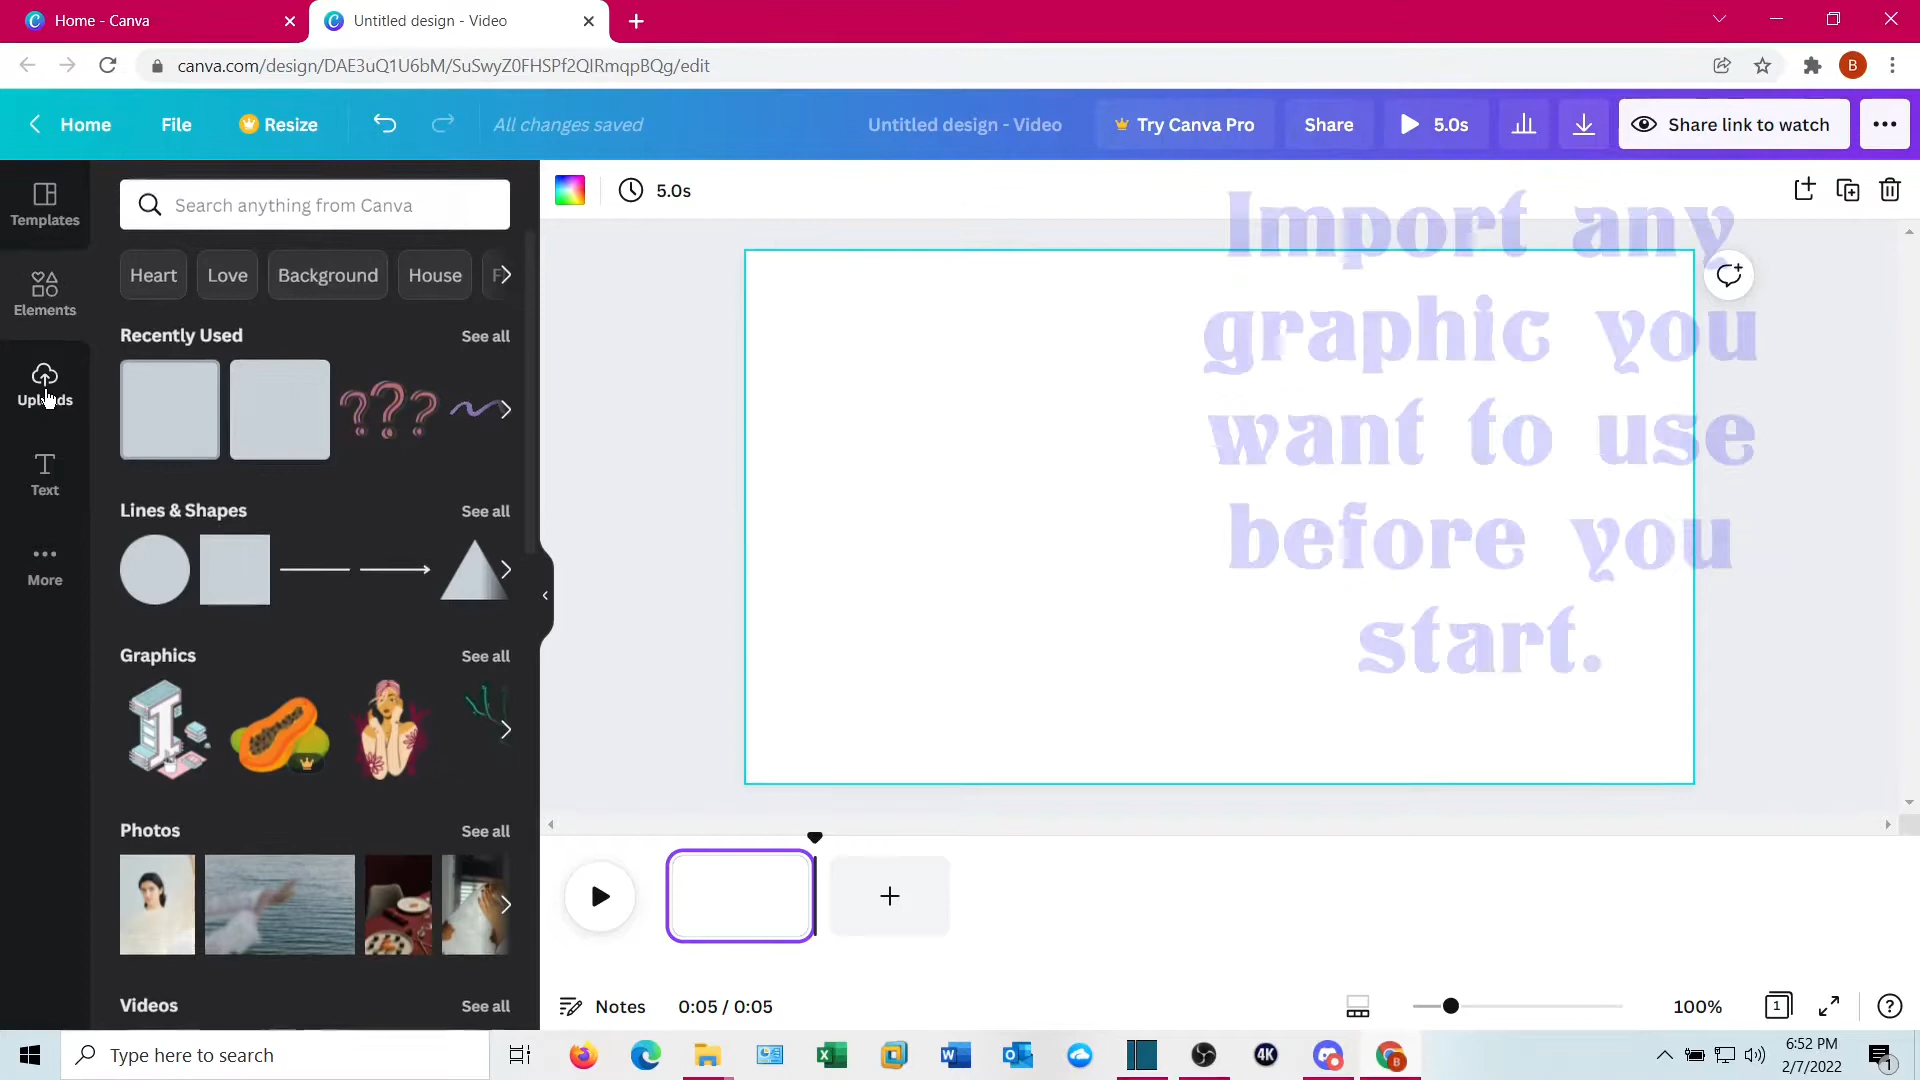 Home - Canva
Untitled design - Video
canva.com/design/DAE3uQ1U6bM/SuSwyZ0FHSPf2QIRmqpBQg/edit
B
Home
File
Resize
All changes saved
Untitled design - Video
Try Canva Pro
Share
5.0s
Share link to watch
Templates
Elements
Uploads
Text
More
Search anything from Canva
Heart
Love
Background
House
F
Recently Used
See all
Lines & Shapes
See all
Graphics
See all
Photos
See all
Videos
See all
5.0s
Import any
graphic you
want to use
before you
start.
Notes
0:05 / 0:05
100%
1
Type here to search
4K
6:52 PM
2/7/2022
1